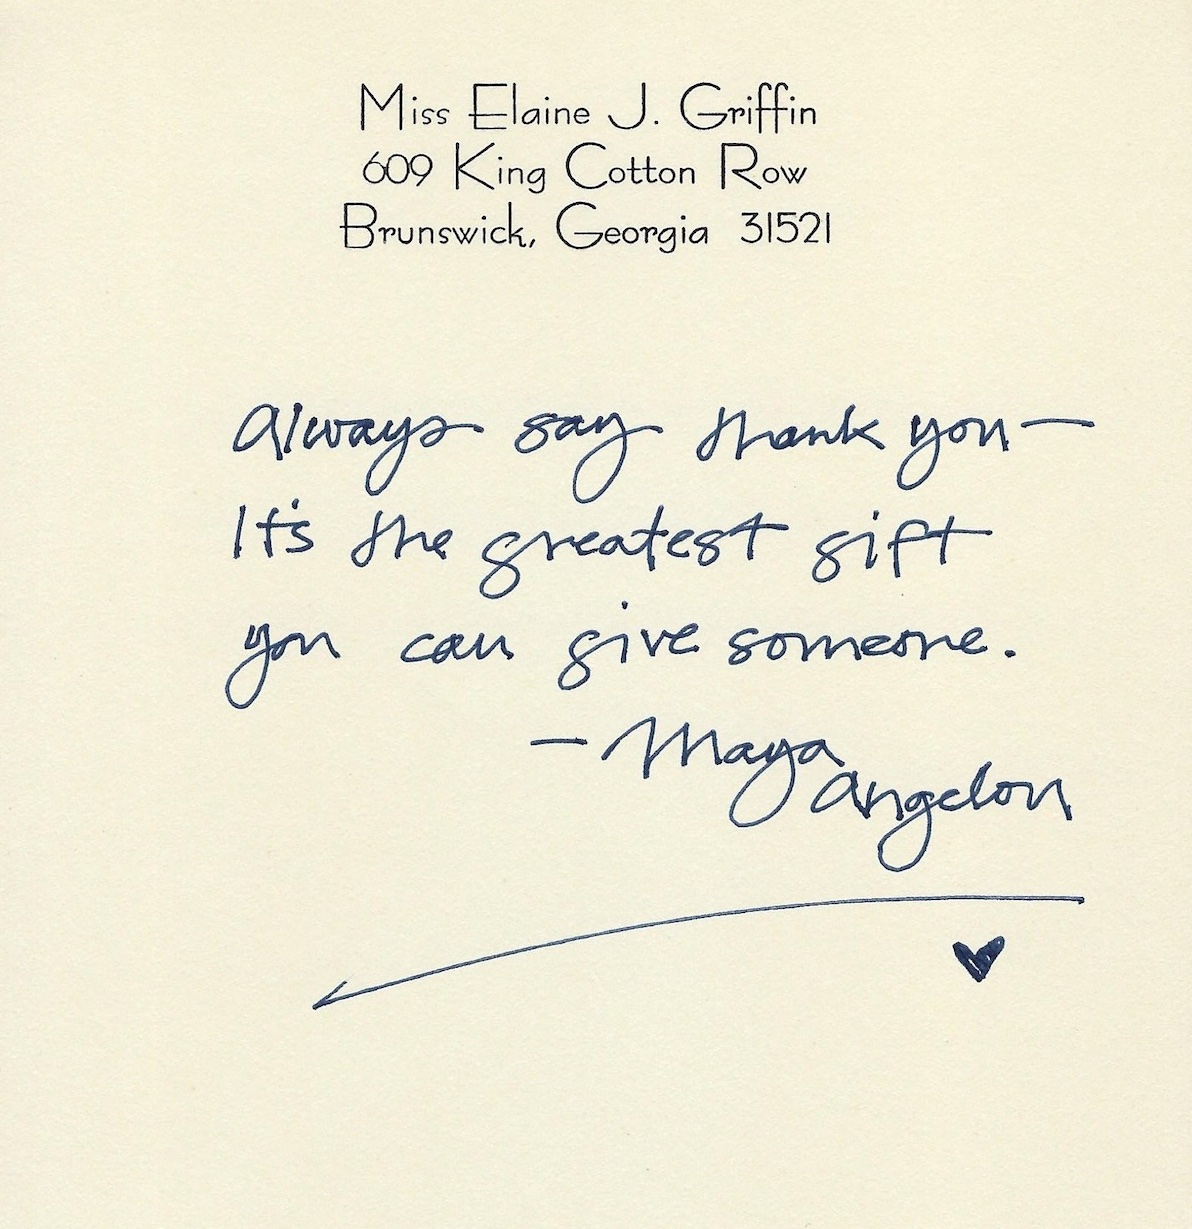 Miss Elaine J. Griffin
609 King Cotton Row
Brunswick, Georgia 31521
Always say thank you—
It's the greatest gift
you can give someone.
— Maya
Angelou